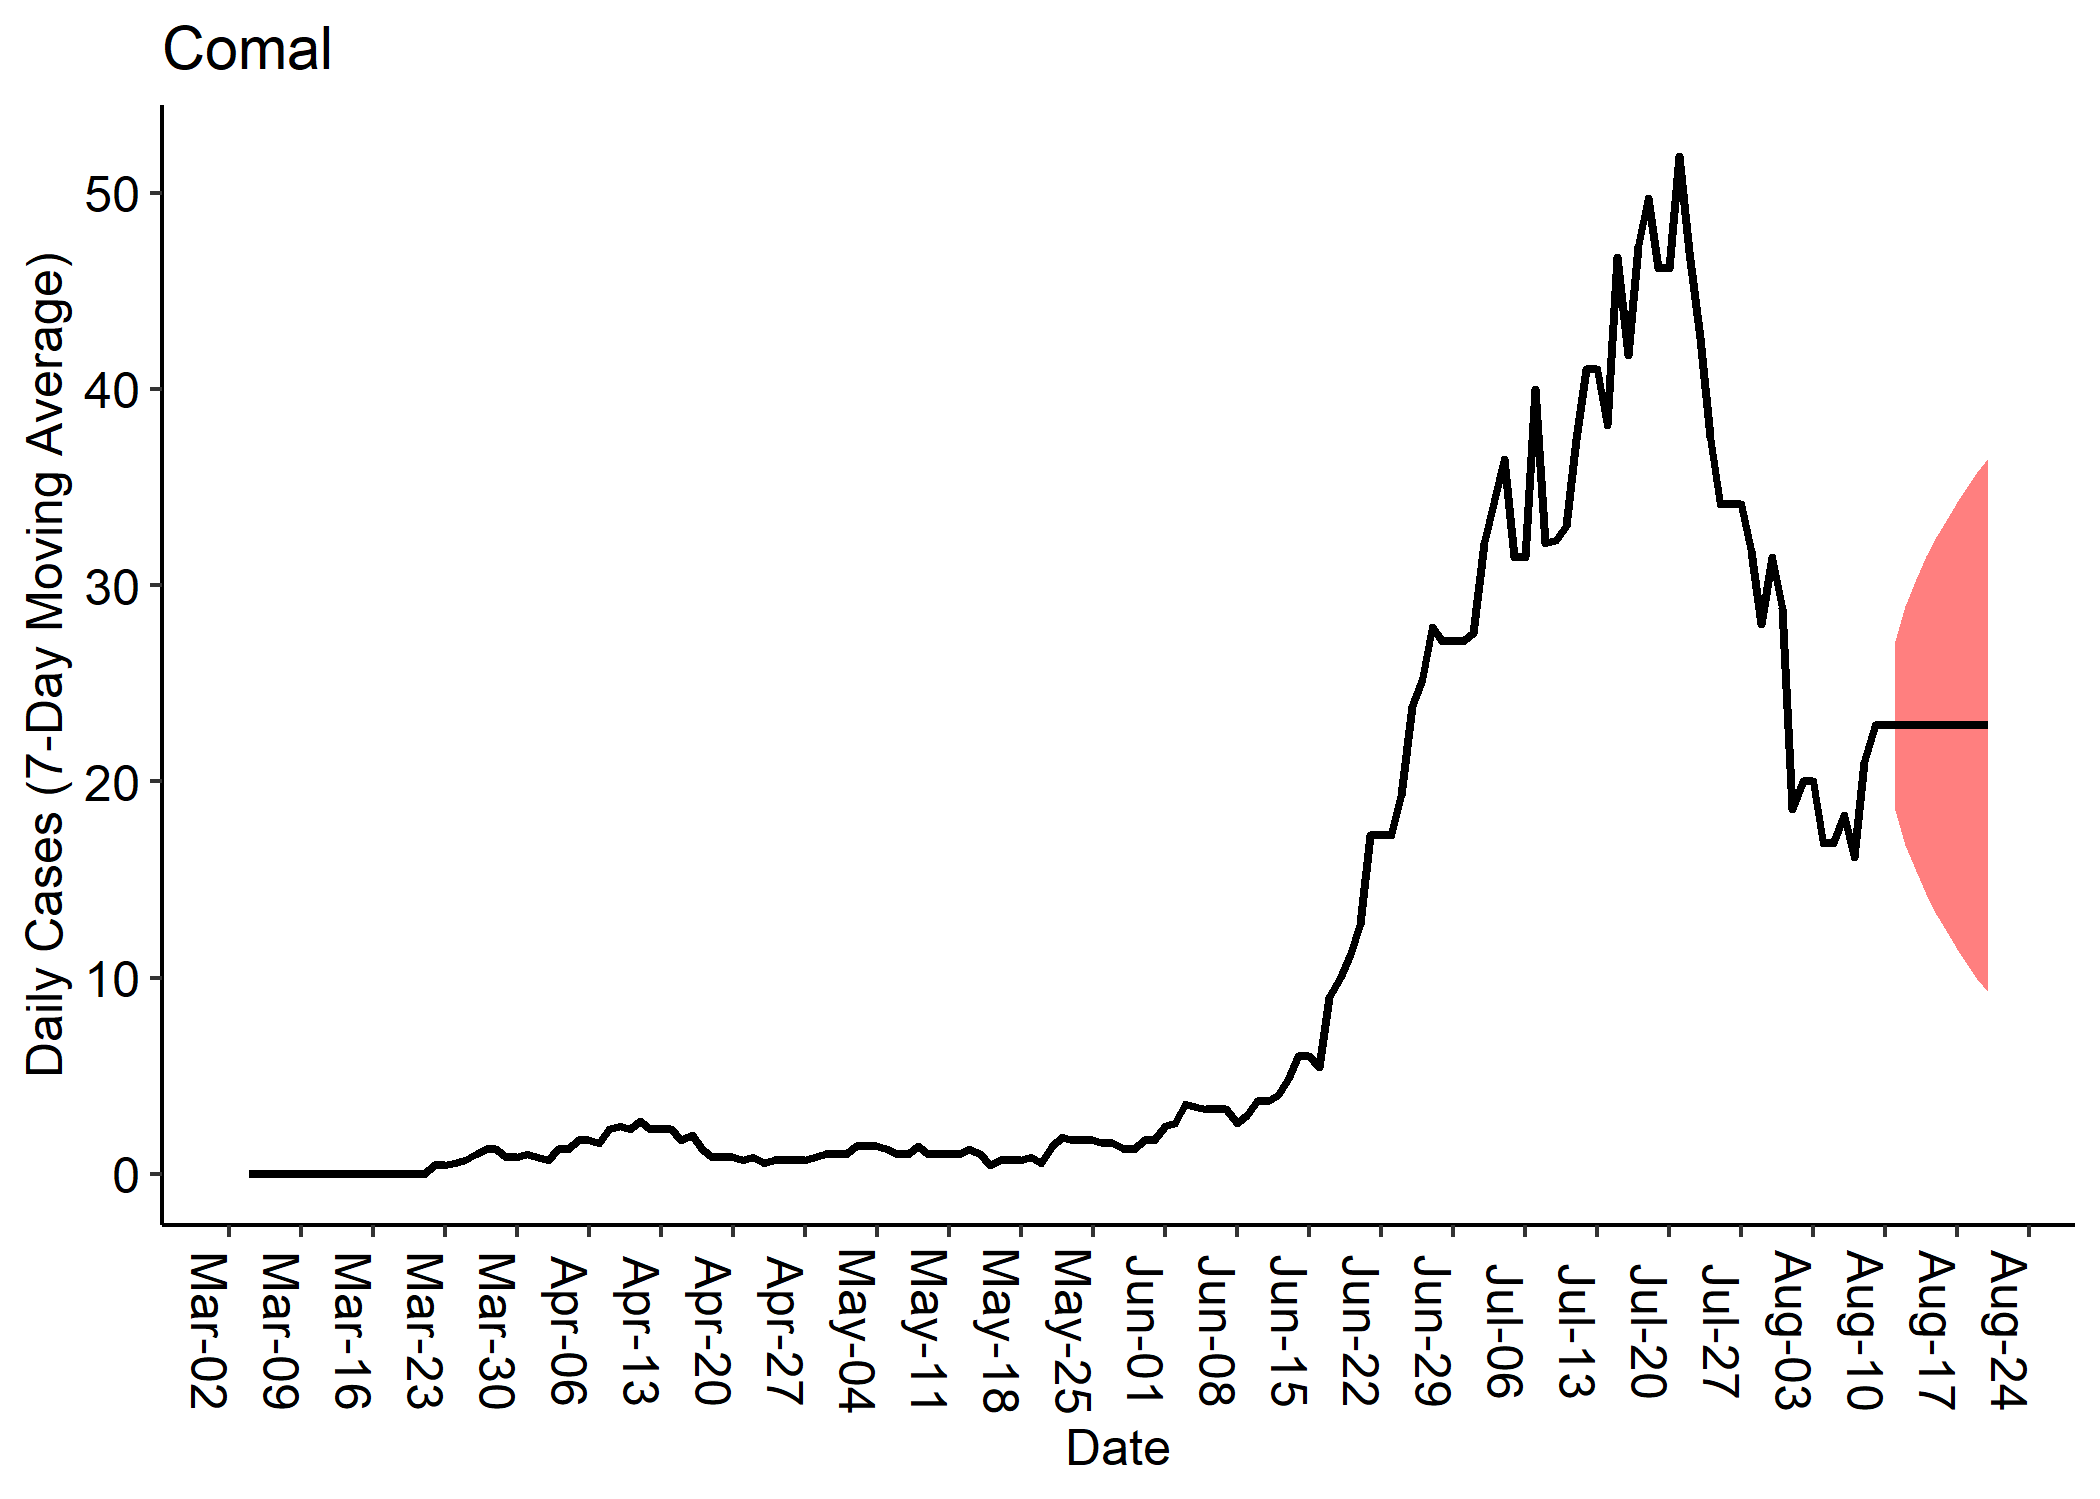 Comal
Daily Cases (7-Day Moving Average)
50
40
30
20
10
0
Mar-02
Mar-09
Mar-16
Mar-23
Mar-30
Apr-06
Apr-13
Apr-20
Apr-27
May-04
May-11
May-18
May-25
Jun-01
Jun-08
Jun-15
Jun-22
Jun-29
Jul-06
Jul-13
Jul-20
Jul-27
Aug-03
Aug-10
Aug-17
Aug-24
Date